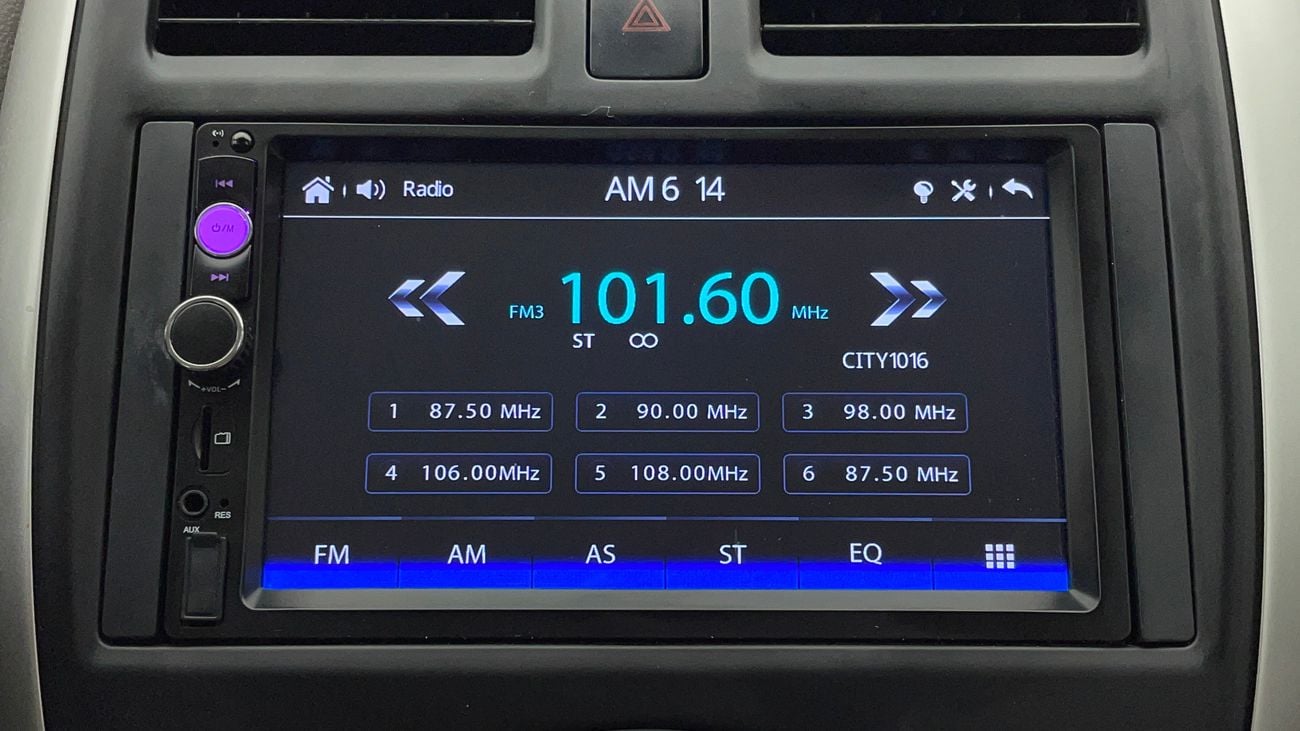 Radio AM 6 14
FM3 101.60 MHz
ST
CITY1016
1 87.50 MHz 2 90.00 MHz 3 98.00 MHz
4 106.00MHz 5 108.00MHz 6 87.50 MHz
FM AM AS ST EQ
⏻/M
+VOL-
RES
AUX